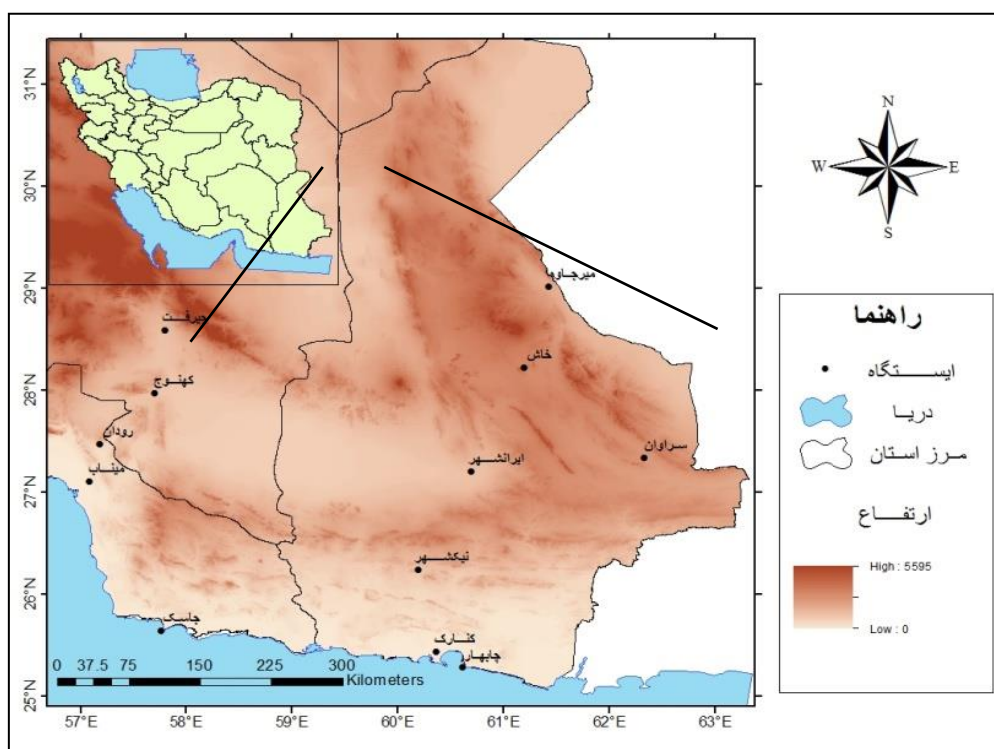 31°N
30°N
29°N
28°N
27°N
26°N
25°N
57°E
58°E
59°E
60°E
61°E
62°E
63°E
میرجاوه
جیرفت
خاش
کهنوج
رودان
سراوان
ایرانشهر
میناب
نیکشهر
جاسک
کنارک
چابهار
0 37.5 75 150 225 300
Kilometers
N
W E
S
راهنما
ایستگاه
دریا
مرز استان
ارتفاع
High : 5595
Low : 0